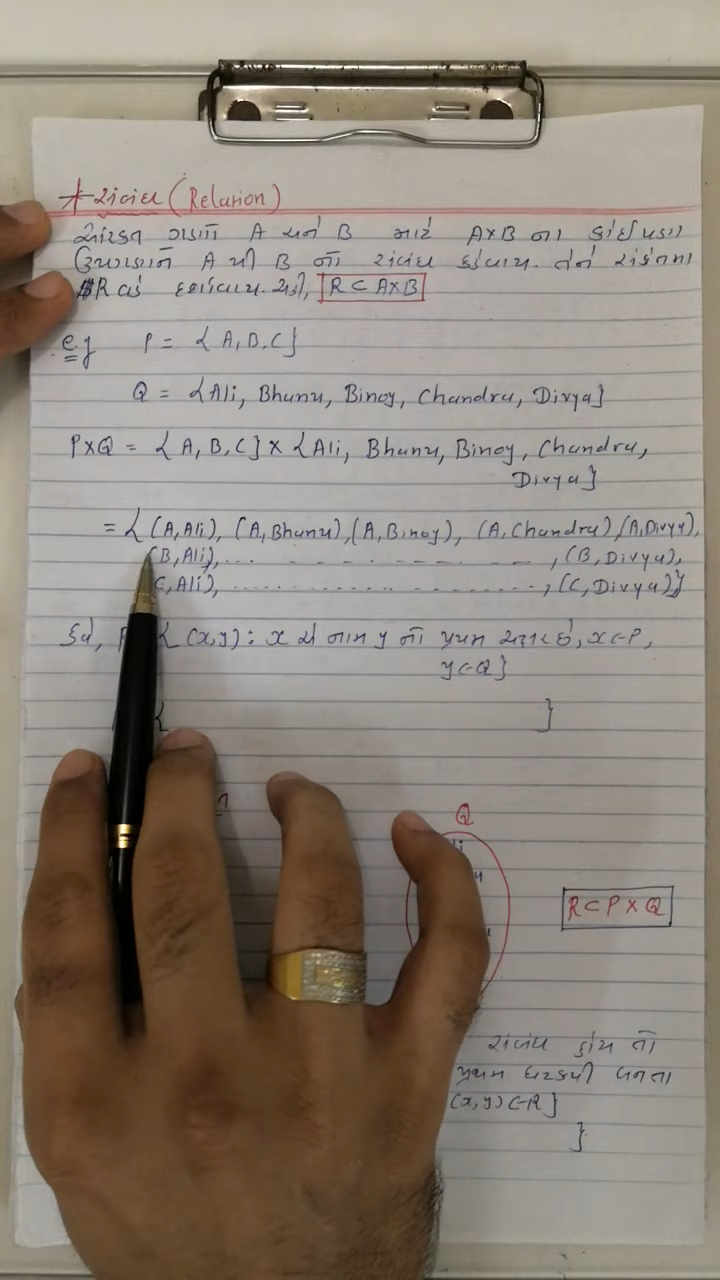 * સંબંધ (Relation)
સાંત ગણો A અને B માટે A×B ના કોઈપણ
ઉપગણને A થી B નો સંબંધ કહેવાય. તેને સંકેતમાં
R વડે દર્શાવાય. અહીં, R ⊂ A×B
e.g P = {A, B, C}
Q = {Ali, Bhanu, Binoy, Chandra, Divya}
P×Q = {A, B, C} × {Ali, Bhanu, Binoy, Chandra,
Divya}
= { (A, Ali), (A, Bhanu), (A, Binoy), (A, Chandra), (A, Divya),
(B, Ali), ... - - - - - - , (B, Divya),
C, Ali), ................ , (C, Divya)}
હવે, { (x, y) : x એ નામ y નો પ્રથમ અક્ષર છે, x∈P,
y∈Q}
{ }
Q
R ⊂ P × Q
સંબંધ હોય તો
પ્રથમ ઘટકથી બનતા
(x, y) ∈ R }
}